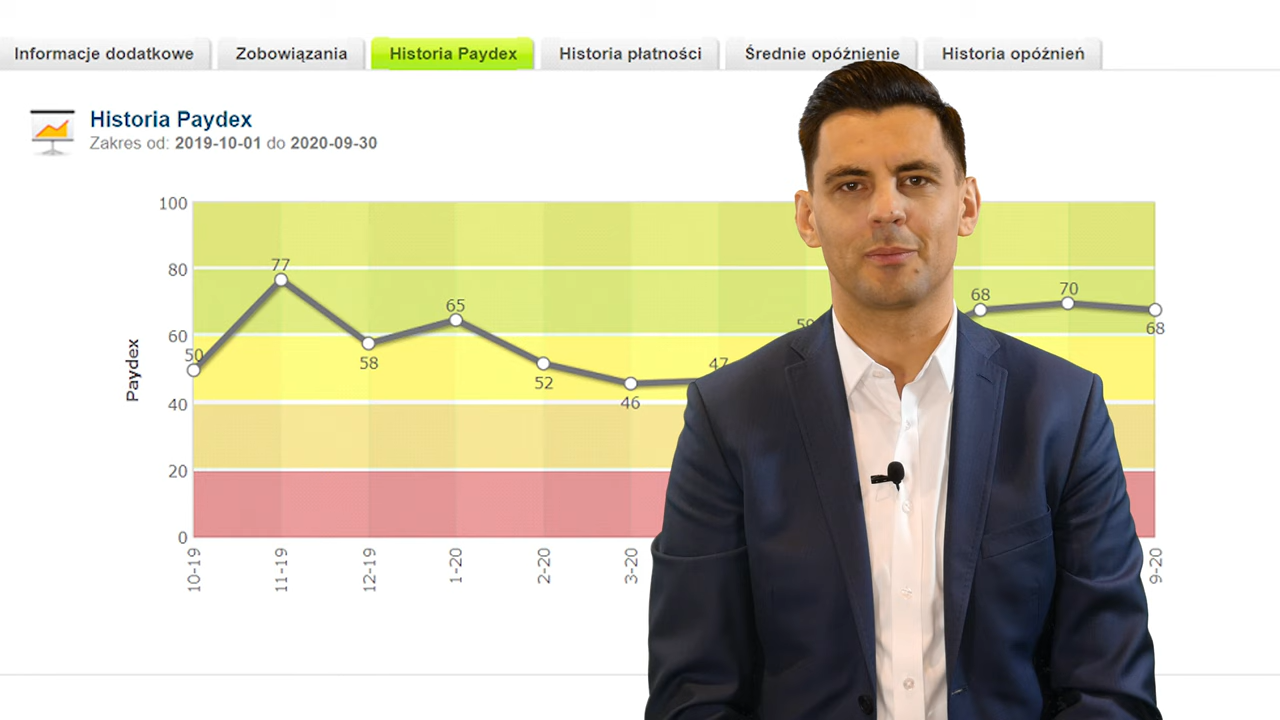 Informacje dodatkowe
Zobowiązania
Historia Paydex
Historia płatności
Średnie opóźnienie
Historia opóźnień
Historia Paydex
Zakres od: 2019-10-01 do 2020-09-30
100
80
60
40
20
0
Paydex
50
77
58
65
52
46
47
59
68
70
68
10-19
11-19
12-19
1-20
2-20
3-20
9-20